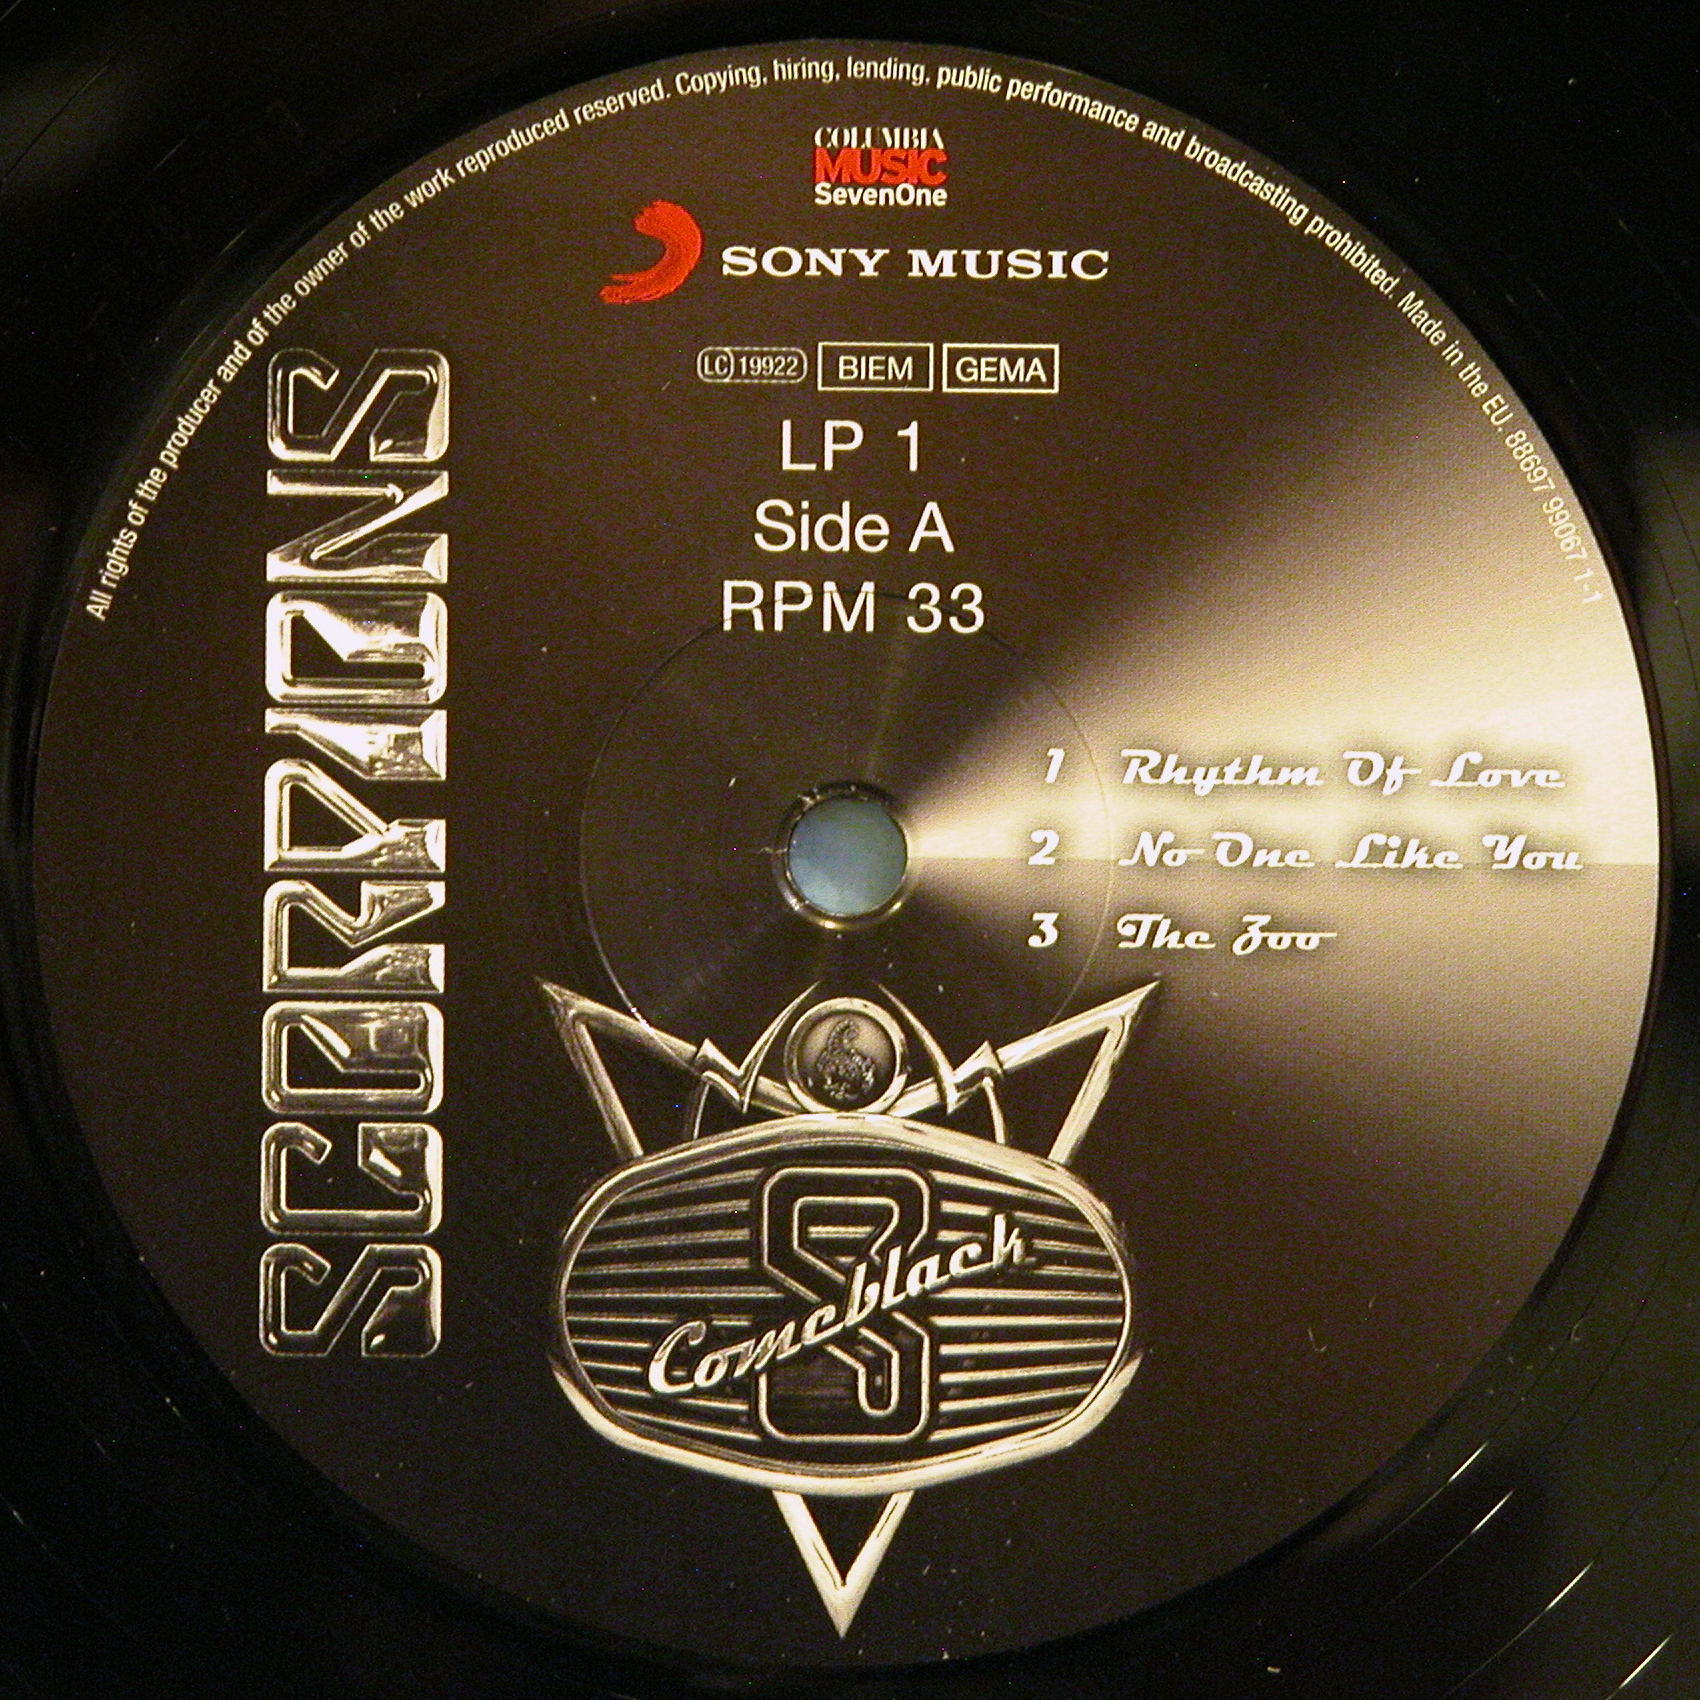 All rights of the producer and of the owner of the work reproduced reserved. Copying, hiring, lending, public performance and broadcasting prohibited. Made in the EU. 88697 99067 1-1
COLUMBIA
MUSIC
SevenOne
SONY MUSIC
LC 19922 BIEM GEMA
LP 1
Side A
RPM 33
SCORPIONS
1 Rhythm Of Love
2 No One Like You
3 The Zoo
S
Comeblack